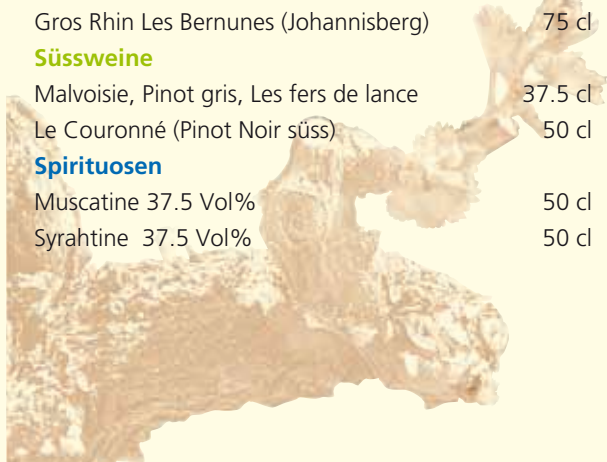 Gros Rhin Les Bernunes (Johannisberg) 75 cl
Süssweine
Malvoisie, Pinot gris, Les fers de lance 37.5 cl
Le Couronné (Pinot Noir süss) 50 cl
Spirituosen
Muscatine 37.5 Vol% 50 cl
Syrahtine 37.5 Vol% 50 cl